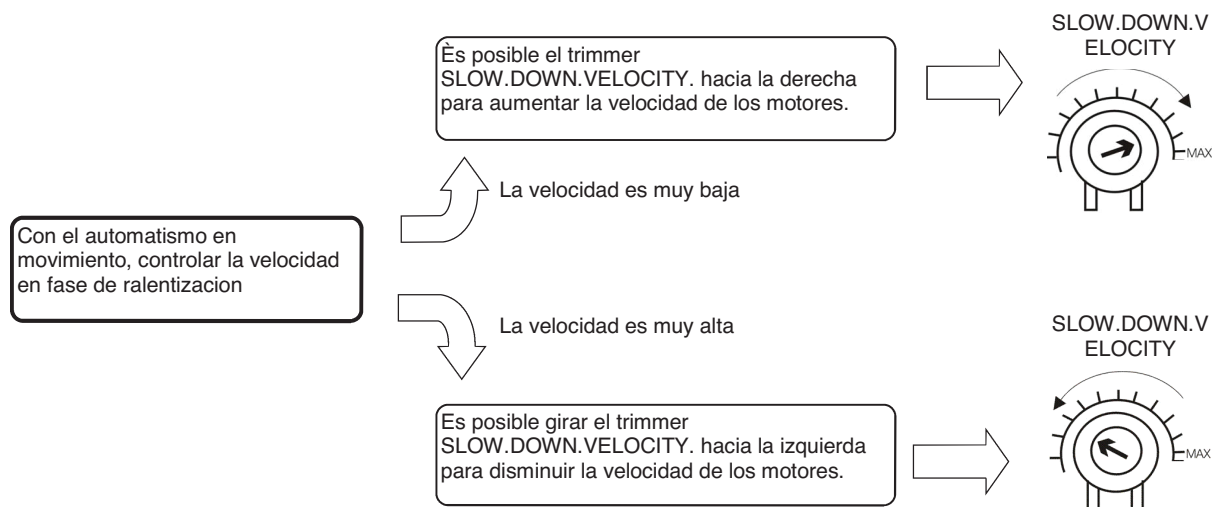 Ès posible el trimmer
SLOW.DOWN.VELOCITY. hacia la derecha
para aumentar la velocidad de los motores.
SLOW.DOWN.V
ELOCITY
MAX
La velocidad es muy baja
Con el automatismo en
movimiento, controlar la velocidad
en fase de ralentizacion
La velocidad es muy alta
Es posible girar el trimmer
SLOW.DOWN.VELOCITY. hacia la izquierda
para disminuir la velocidad de los motores.
SLOW.DOWN.V
ELOCITY
MAX